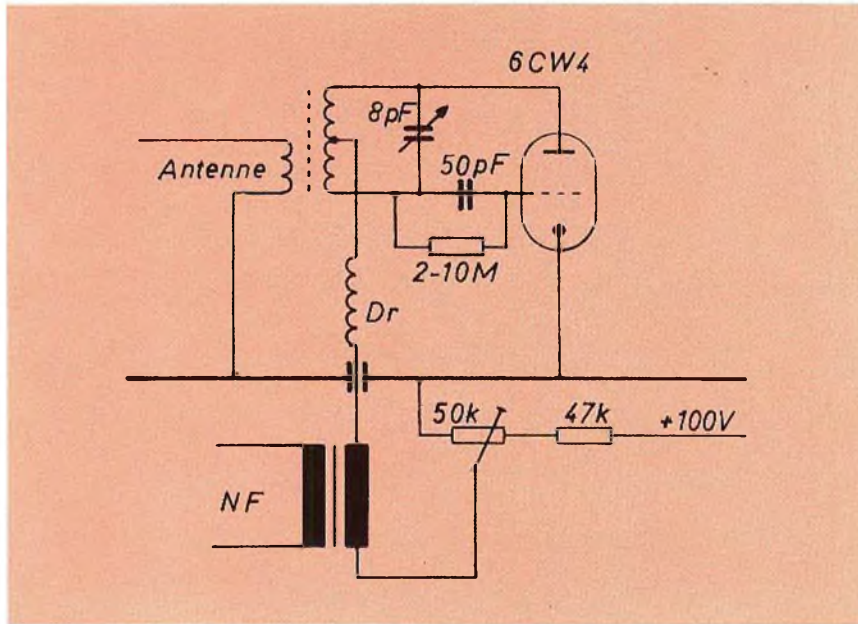 6CW4
8pF
Antenne
50pF
2-10M
Dr
50k
47k
+100V
NF